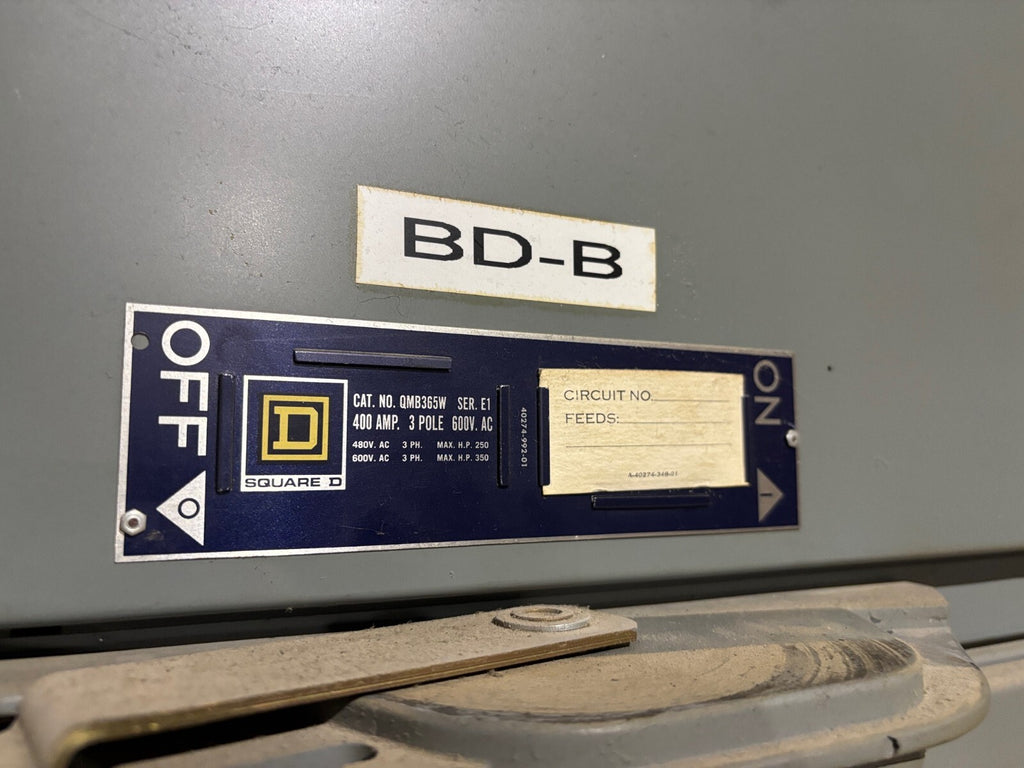 BD-B
OFF
D
SQUARE D
CAT. NO. QMB365W SER. E1
400 AMP. 3 POLE 600V. AC
480V. AC 3 PH. MAX. H.P. 250
600V. AC 3 PH. MAX. H.P. 350
40274-992-01
CIRCUIT NO.
FEEDS:
A-40274-348-21
ON
O
I